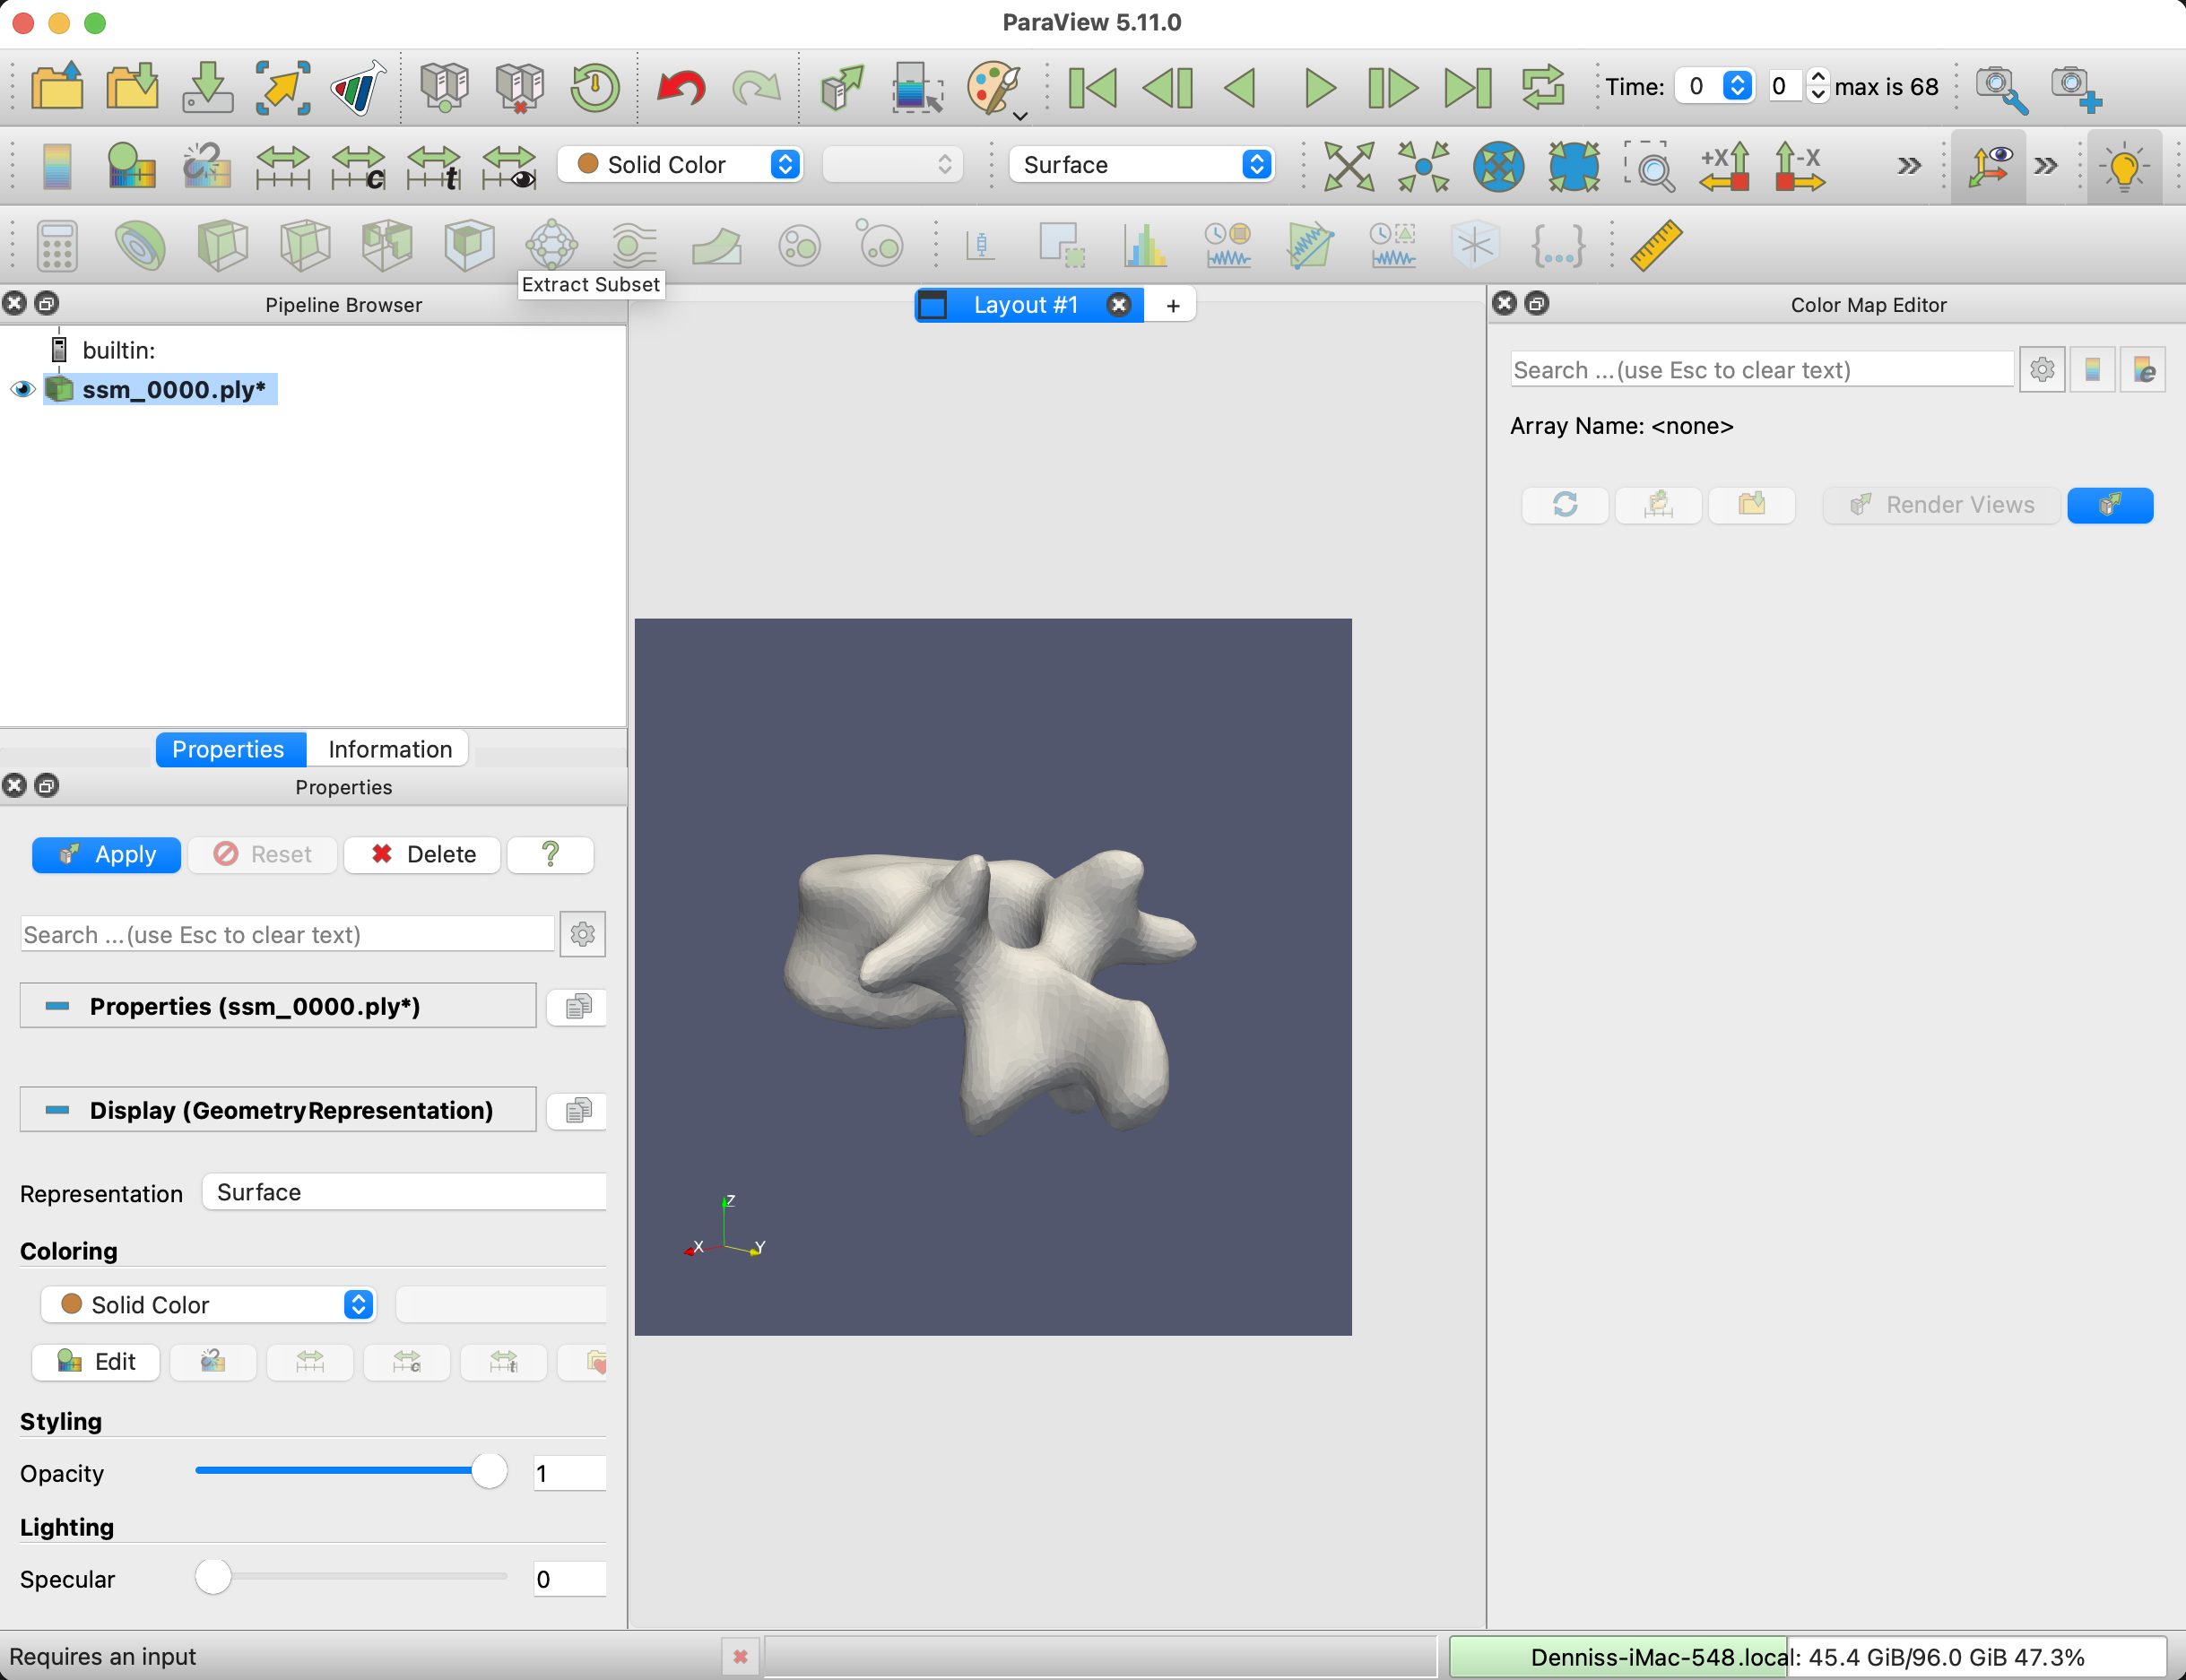 ParaView 5.11.0
Time: 0 0 max is 68
c t Solid Color Surface +X -X
Extract Subset
Pipeline Browser
Layout #1 +
Color Map Editor
builtin:
ssm_0000.ply*
Search ...(use Esc to clear text)
e
Array Name: <none>
Render Views
Properties Information
Properties
Apply Reset Delete ?
Search ...(use Esc to clear text)
Properties (ssm_0000.ply*)
Display (GeometryRepresentation)
Representation Surface
Coloring
Solid Color
Edit c t
Styling
Opacity 1
Lighting
Specular 0
Z
X Y
Requires an input
Denniss-iMac-548.local: 45.4 GiB/96.0 GiB 47.3%